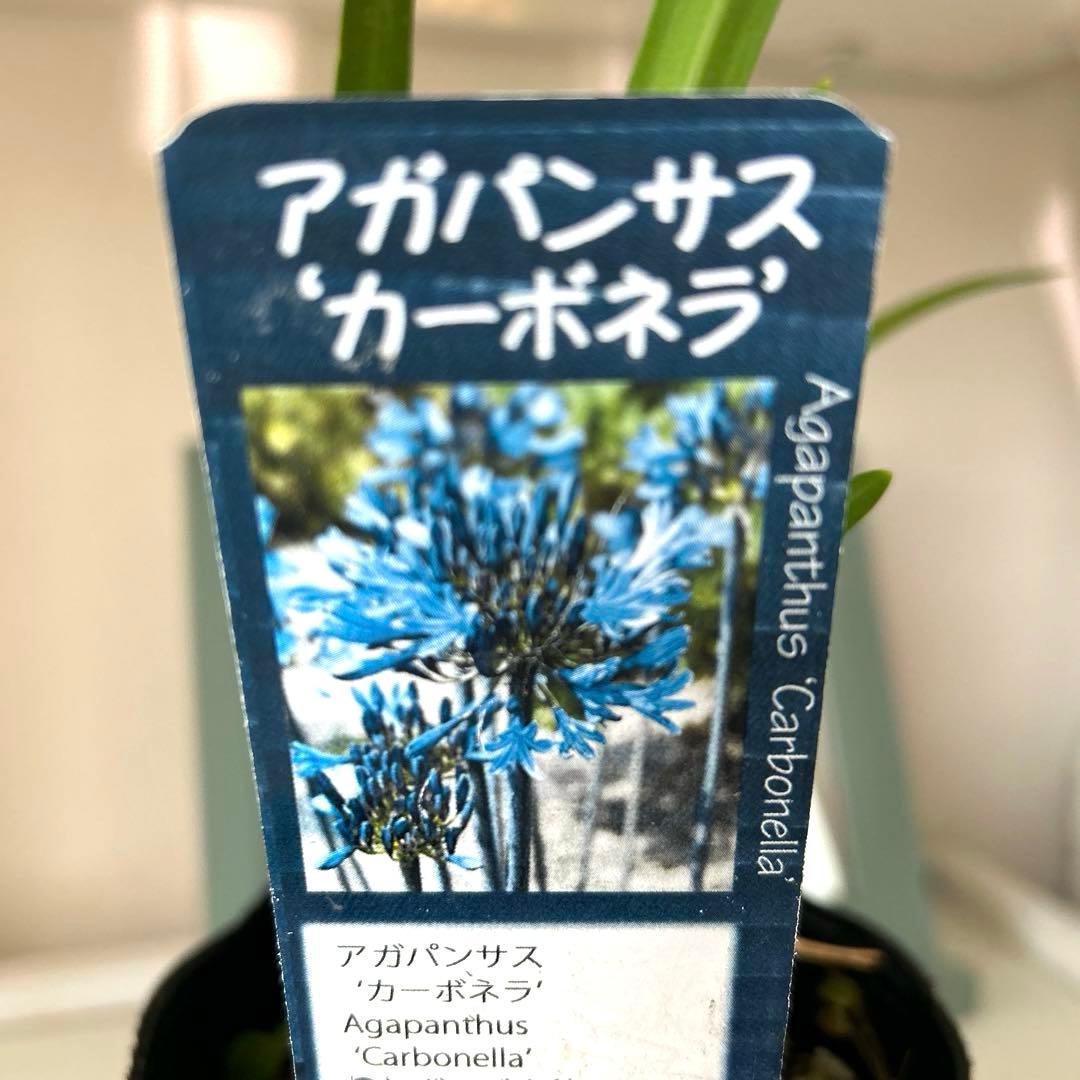 アガパンサス
‘カーボネラ’
Agapanthus ‘Carbonella’
アガパンサス
‘カーボネラ’
Agapanthus
‘Carbonella’